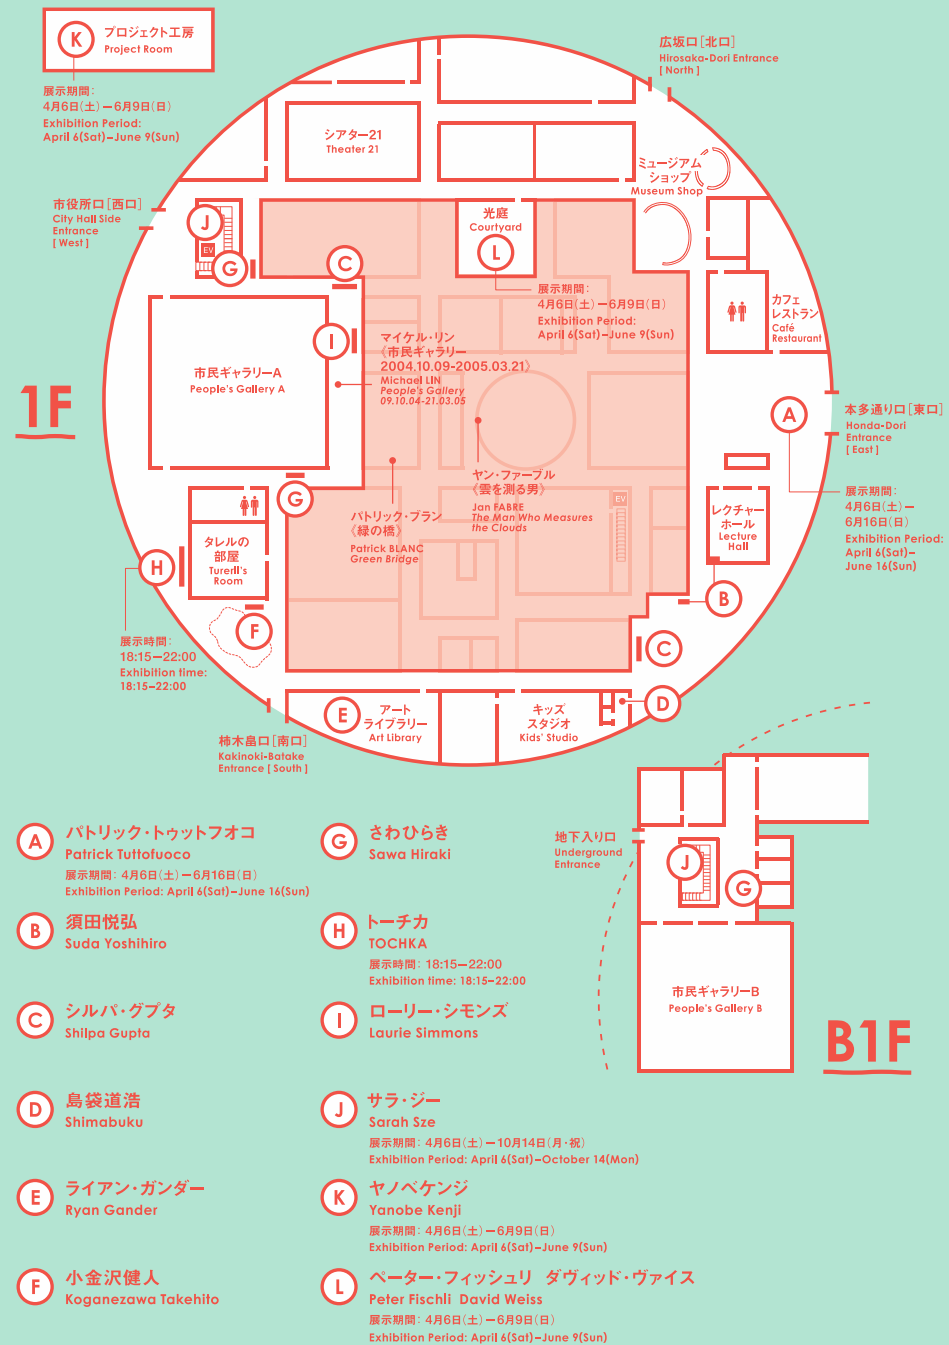 K
プロジェクト工房
Project Room
展示期間:
4月6日(土)ー6月9日(日)
Exhibition Period:
April 6(Sat)–June 9(Sun)
広坂口[北口]
Hirosaka-Dori Entrance
[ North ]
シアター21
Theater 21
ミュージアム
ショップ
Museum Shop
市役所口[西口]
City Hall Side
Entrance
[ West ]
J
EV
G
C
光庭
Courtyard
L
展示期間:
4月6日(土)ー6月9日(日)
Exhibition Period:
April 6(Sat)–June 9(Sun)
カフェ
レストラン
Café
Restaurant
I
マイケル・リン
《市民ギャラリー
2004.10.09-2005.03.21》
Michael LIN
People's Gallery
09.10.04-21.03.05
市民ギャラリーA
People's Gallery A
1F
A
本多通り口[東口]
Honda-Dori
Entrance
[ East ]
展示期間:
4月6日(土)ー
6月16日(日)
Exhibition Period:
April 6(Sat)–
June 16(Sun)
G
ヤン・ファーブル
《雲を測る男》
Jan FABRE
The Man Who Measures
the Clouds
パトリック・ブラン
《緑の橋》
Patrick BLANC
Green Bridge
EV
レクチャー
ホール
Lecture
Hall
タレルの
部屋
Turerll's
Room
H
展示時間:
18:15ー22:00
Exhibition time:
18:15–22:00
F
B
C
D
E
アート
ライブラリー
Art Library
キッズ
スタジオ
Kids' Studio
柿木畠口[南口]
Kakinoki-Batake
Entrance [ South ]
地下入り口
Underground
Entrance
J
G
市民ギャラリーB
People's Gallery B
B1F
A
パトリック・トゥットフオコ
Patrick Tuttofuoco
展示期間: 4月6日(土)ー6月16日(日)
Exhibition Period: April 6(Sat)–June 16(Sun)
B
須田悦弘
Suda Yoshihiro
C
シルパ・グプタ
Shilpa Gupta
D
島袋道浩
Shimabuku
E
ライアン・ガンダー
Ryan Gander
F
小金沢健人
Koganezawa Takehito
G
さわひらき
Sawa Hiraki
H
トーチカ
TOCHKA
展示時間: 18:15ー22:00
Exhibition time: 18:15–22:00
I
ローリー・シモンズ
Laurie Simmons
J
サラ・ジー
Sarah Sze
展示期間: 4月6日(土)ー10月14日(月・祝)
Exhibition Period: April 6(Sat)–October 14(Mon)
K
ヤノベケンジ
Yanobe Kenji
展示期間: 4月6日(土)ー6月9日(日)
Exhibition Period: April 6(Sat)–June 9(Sun)
L
ペーター・フィッシュリ ダヴィッド・ヴァイス
Peter Fischli David Weiss
展示期間: 4月6日(土)ー6月9日(日)
Exhibition Period: April 6(Sat)–June 9(Sun)